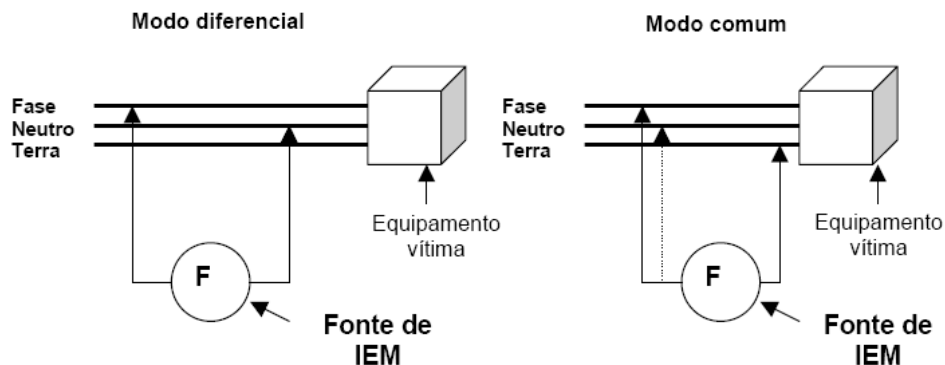 Modo diferencial
Fase
Neutro
Terra
Equipamento
vítima
F
Fonte de
IEM
Modo comum
Fase
Neutro
Terra
Equipamento
vítima
F
Fonte de
IEM